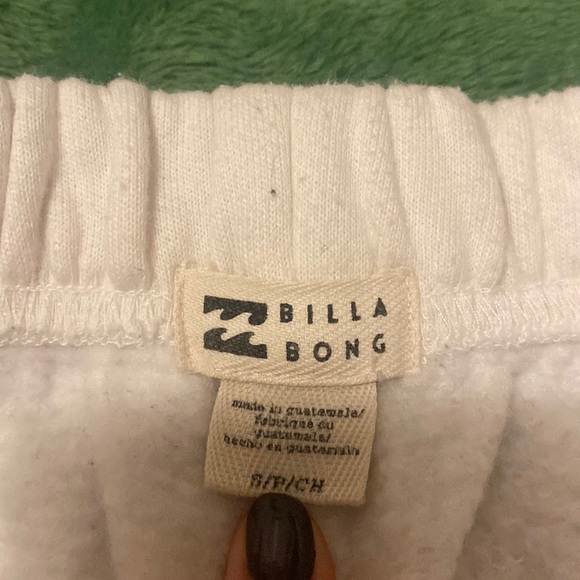 BILLA
BONG
made in guatemala/
fabriqué au
guatemala/
hecho en guatemala
S/P/CH